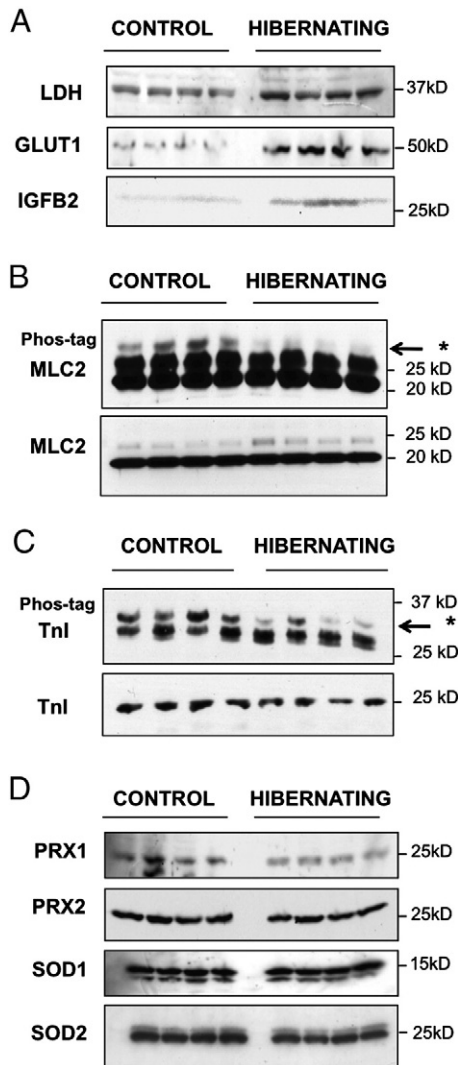 A
CONTROL HIBERNATING
LDH 37kD
GLUT1 50kD
IGFB2 25kD
B
CONTROL HIBERNATING
Phos-tag *
MLC2 25 kD
20 kD
MLC2 25 kD
20 kD
C
CONTROL HIBERNATING
Phos-tag 37 kD
TnI *
25 kD
TnI 25 kD
D
CONTROL HIBERNATING
PRX1 25kD
PRX2 25kD
SOD1 15kD
SOD2 25kD